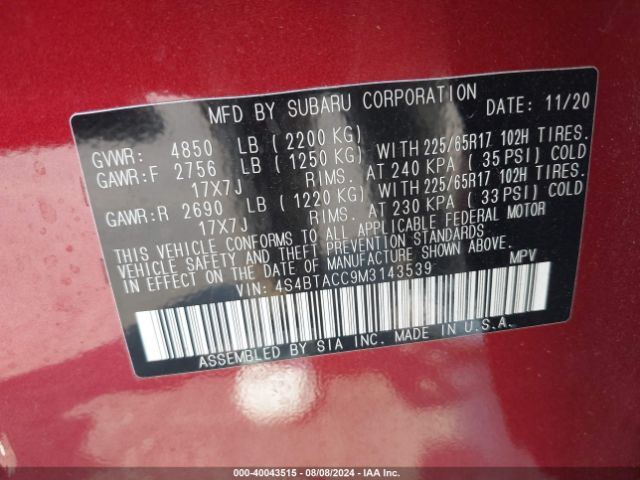 MFD BY SUBARU CORPORATION DATE: 11/20
GVWR: 4850 LB ( 2200 KG)
GAWR:F 2756 LB ( 1250 KG) WITH 225/65R17 102H TIRES.
17X7J RIMS. AT 240 KPA ( 35 PSI) COLD
GAWR:R 2690 LB ( 1220 KG) WITH 225/65R17 102H TIRES.
17X7J RIMS. AT 230 KPA ( 33 PSI) COLD
THIS VEHICLE CONFORMS TO ALL APPLICABLE FEDERAL MOTOR
VEHICLE SAFETY AND THEFT PREVENTION STANDARDS
IN EFFECT ON THE DATE OF MANUFACTURE SHOWN ABOVE.
VIN: 4S4BTACC9M3143539 MPV
ASSEMBLED BY SIA INC. MADE IN U.S.A.
000-40043515 - 08/08/2024 - IAA Inc.